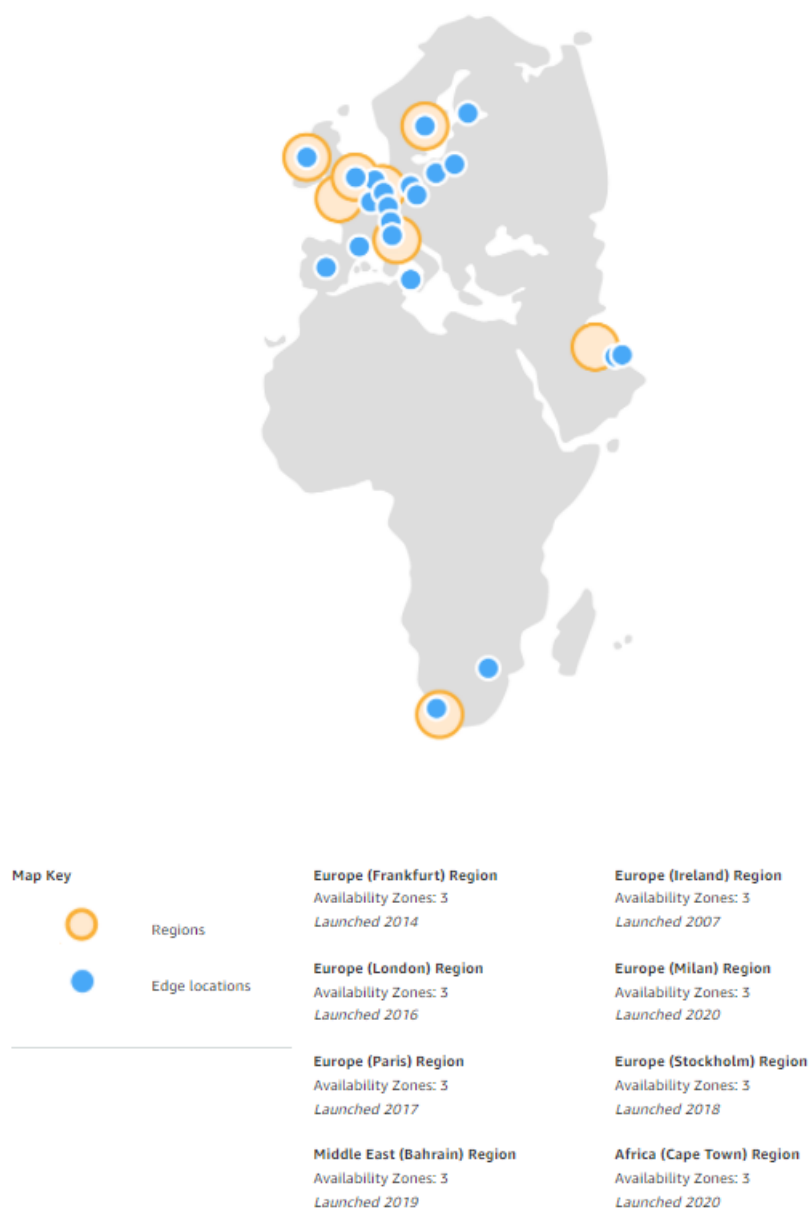 Map Key
Regions
Edge locations
Europe (Frankfurt) Region
Availability Zones: 3
Launched 2014
Europe (Ireland) Region
Availability Zones: 3
Launched 2007
Europe (London) Region
Availability Zones: 3
Launched 2016
Europe (Milan) Region
Availability Zones: 3
Launched 2020
Europe (Paris) Region
Availability Zones: 3
Launched 2017
Europe (Stockholm) Region
Availability Zones: 3
Launched 2018
Middle East (Bahrain) Region
Availability Zones: 3
Launched 2019
Africa (Cape Town) Region
Availability Zones: 3
Launched 2020